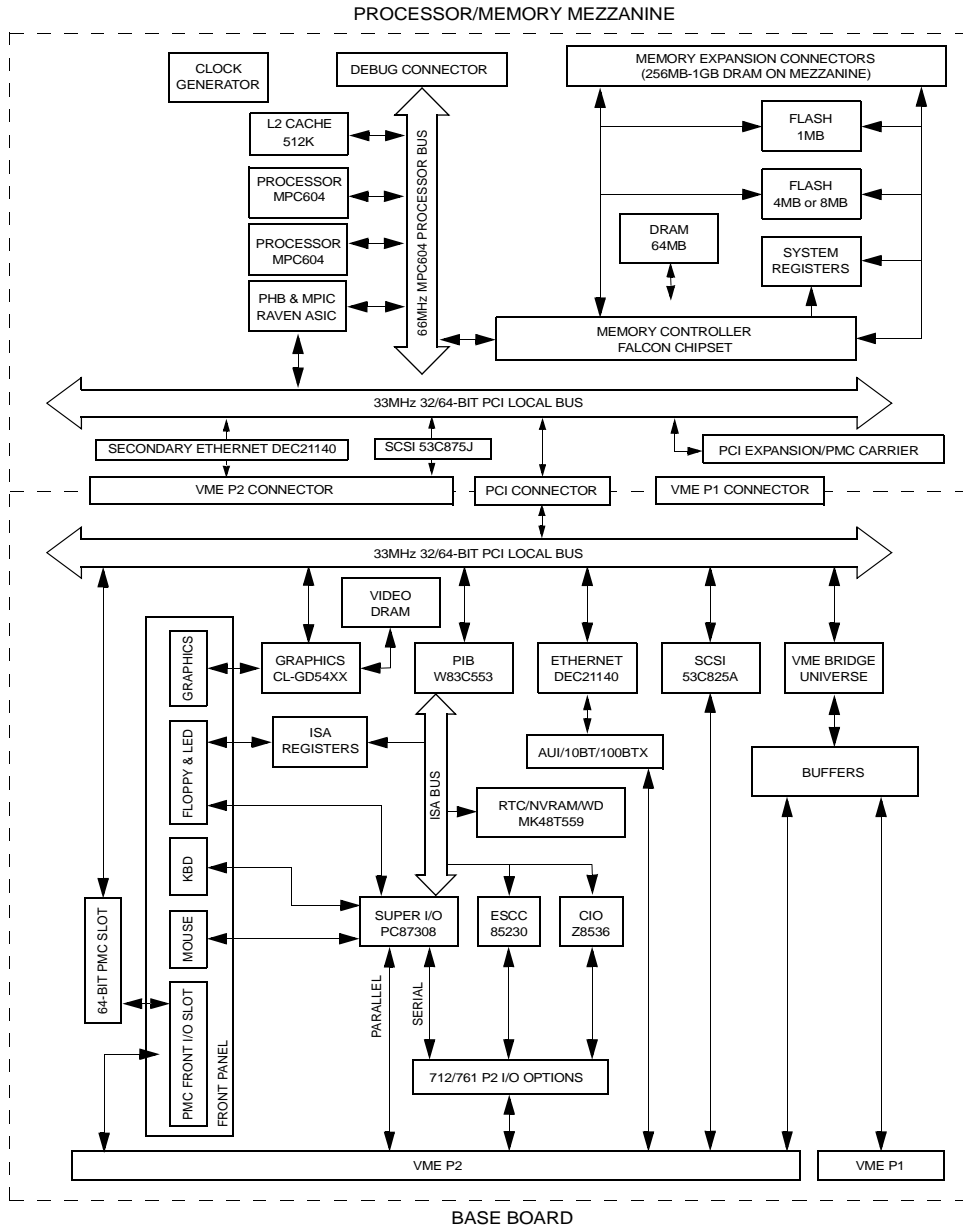 PROCESSOR/MEMORY MEZZANINE
CLOCK
GENERATOR
DEBUG CONNECTOR
MEMORY EXPANSION CONNECTORS
(256MB-1GB DRAM ON MEZZANINE)
L2 CACHE
512K
PROCESSOR
MPC604
PROCESSOR
MPC604
PHB & MPIC
RAVEN ASIC
66MHz MPC604 PROCESSOR BUS
FLASH
1MB
FLASH
4MB or 8MB
DRAM
64MB
SYSTEM
REGISTERS
MEMORY CONTROLLER
FALCON CHIPSET
33MHz 32/64-BIT PCI LOCAL BUS
SECONDARY ETHERNET DEC21140
SCSI 53C875J
PCI EXPANSION/PMC CARRIER
VME P2 CONNECTOR
PCI CONNECTOR
VME P1 CONNECTOR
33MHz 32/64-BIT PCI LOCAL BUS
VIDEO
DRAM
GRAPHICS
GRAPHICS
CL-GD54XX
PIB
W83C553
ETHERNET
DEC21140
SCSI
53C825A
VME BRIDGE
UNIVERSE
FLOPPY & LED
ISA
REGISTERS
ISA BUS
AUI/10BT/100BTX
BUFFERS
RTC/NVRAM/WD
MK48T559
KBD
64-BIT PMC SLOT
MOUSE
SUPER I/O
PC87308
ESCC
85230
CIO
Z8536
PMC FRONT I/O SLOT
FRONT PANEL
PARALLEL
SERIAL
712/761 P2 I/O OPTIONS
VME P2
VME P1
BASE BOARD